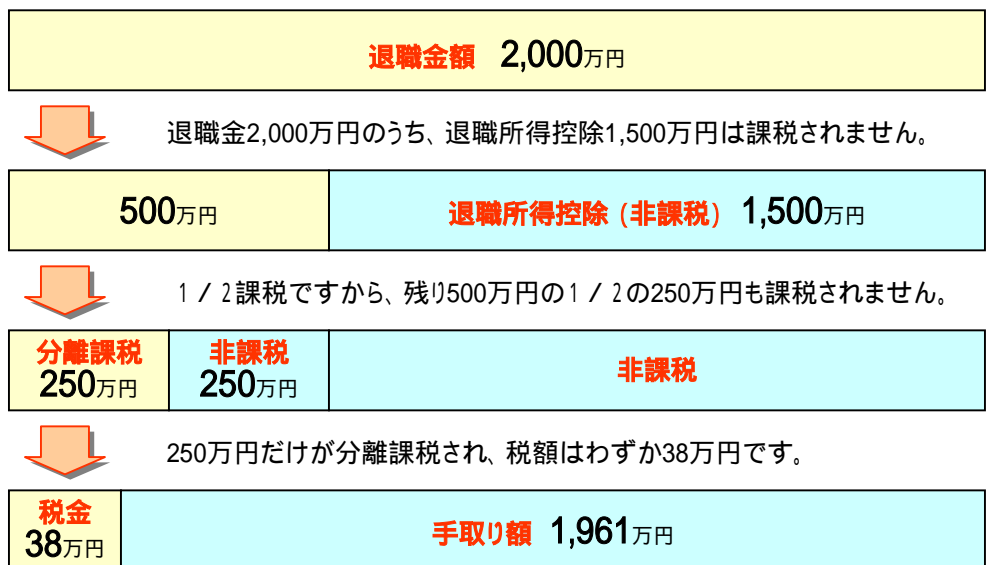 退職金額 2,000万円
退職金2,000万円のうち、退職所得控除1,500万円は課税されません。
500万円
退職所得控除（非課税） 1,500万円
1／2課税ですから、残り500万円の1／2の250万円も課税されません。
分離課税
250万円
非課税
250万円
非課税
250万円だけが分離課税され、税額はわずか38万円です。
税金
38万円
手取り額 1,961万円